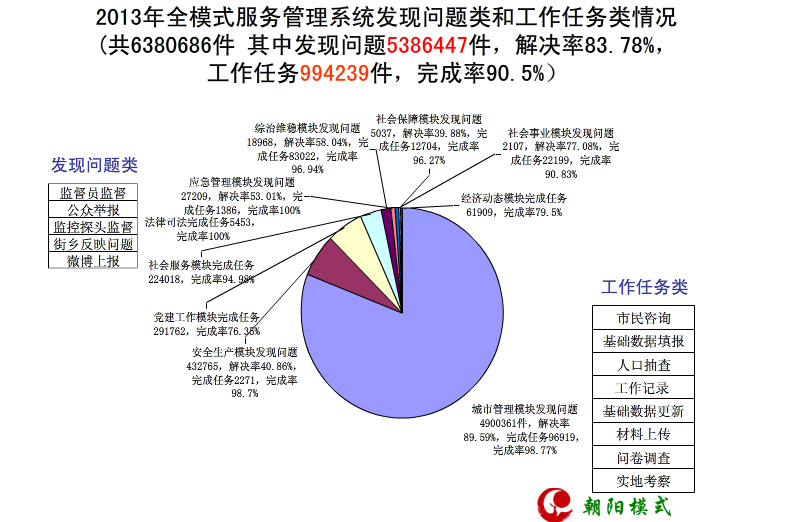 2013年全模式服务管理系统发现问题类和工作任务类情况
(共6380686件 其中发现问题5386447件，解决率83.78%，
工作任务994239件，完成率90.5%）
发现问题类
监督员监督
公众举报
监控探头监督
街乡反映问题
微博上报
综治维稳模块发现问题
18968，解决率58.04%，完
成任务83022，完成率
96.94%
社会保障模块发现问题
5037，解决率39.88%，完
成任务12704，完成率
96.27%
社会事业模块发现问题
2107，解决率77.08%，完
成任务22199，完成率
90.83%
应急管理模块发现问题
27209，解决率53.01%，完
成任务1386，完成率100%
经济动态模块完成任务
61909，完成率79.5%
法律司法完成任务5453，
完成率100%
社会服务模块完成任务
224018，完成率94.98%
党建工作模块完成任务
291762，完成率76.35%
安全生产模块发现问题
432765，解决率40.86%，
完成任务2271，完成率
98.7%
城市管理模块发现问题
4900361件，解决率
89.59%，完成任务96919，
完成率98.77%
工作任务类
市民咨询
基础数据填报
人口抽查
工作记录
基础数据更新
材料上传
问卷调查
实地考察
朝阳模式